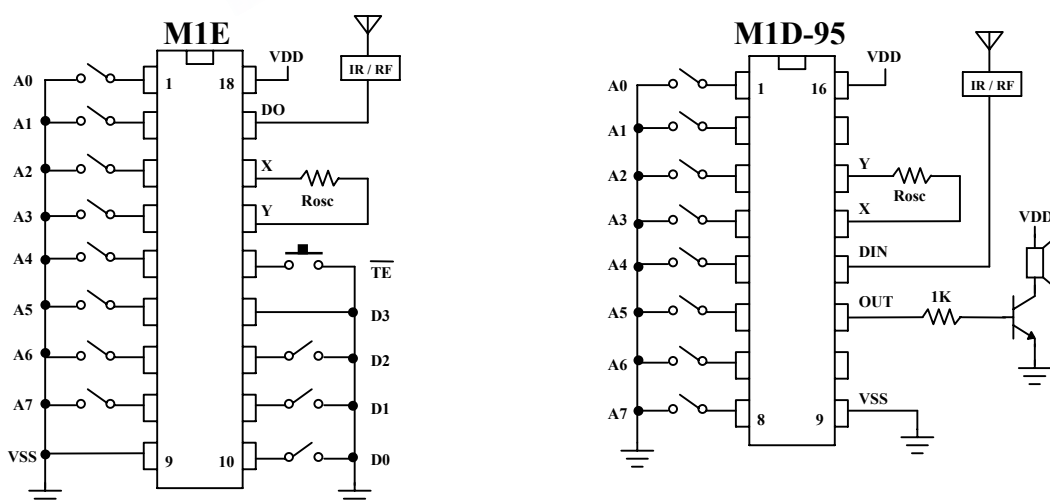 M1E
A0
1
18
VDD
IR / RF
A1
DO
A2
X
Rosc
A3
Y
A4
TE
A5
D3
A6
D2
A7
D1
VSS
9
10
D0
M1D-95
A0
1
16
VDD
IR / RF
A1
A2
Y
Rosc
A3
X
VDD
A4
DIN
A5
OUT
1K
A6
A7
8
9
VSS